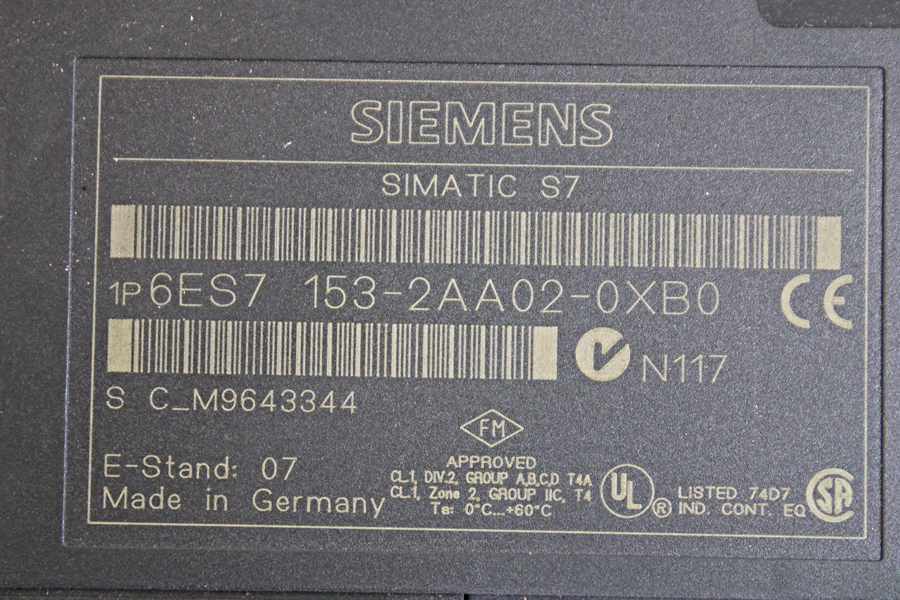 SIEMENS
SIMATIC S7
1P 6ES7 153-2AA02-0XB0
CE
N117
S C_M9643344
FM
APPROVED
E-Stand: 07
CL.1, DIV.2, GROUP A,B,C,D T4A
Made in Germany
CL.1, Zone 2, GROUP IIC, T4
Ta: 0°C...+60°C
UL ®
LISTED 74D7
IND. CONT. EQ
SA